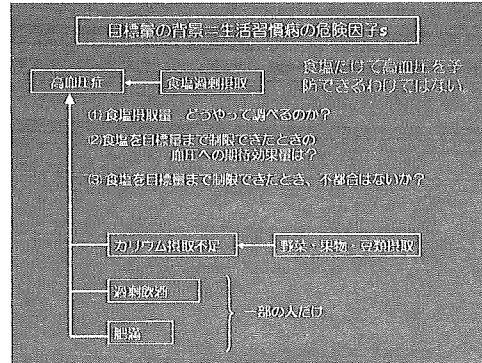 目標量の背景＝生活習慣病の危険因子s
高血圧症
食塩過剰摂取
食塩だけで高血圧を予
防できるわけではない。
(1)食塩摂取量　どうやって調べるのか？
(2)食塩を目標量まで制限できたときの
血圧への期待効果量は？
(3)食塩を目標量まで制限できたとき、不都合はないか？
カリウム摂取不足
野菜・果物・豆類摂取
過剰飲酒
肥満
一部の人だけ